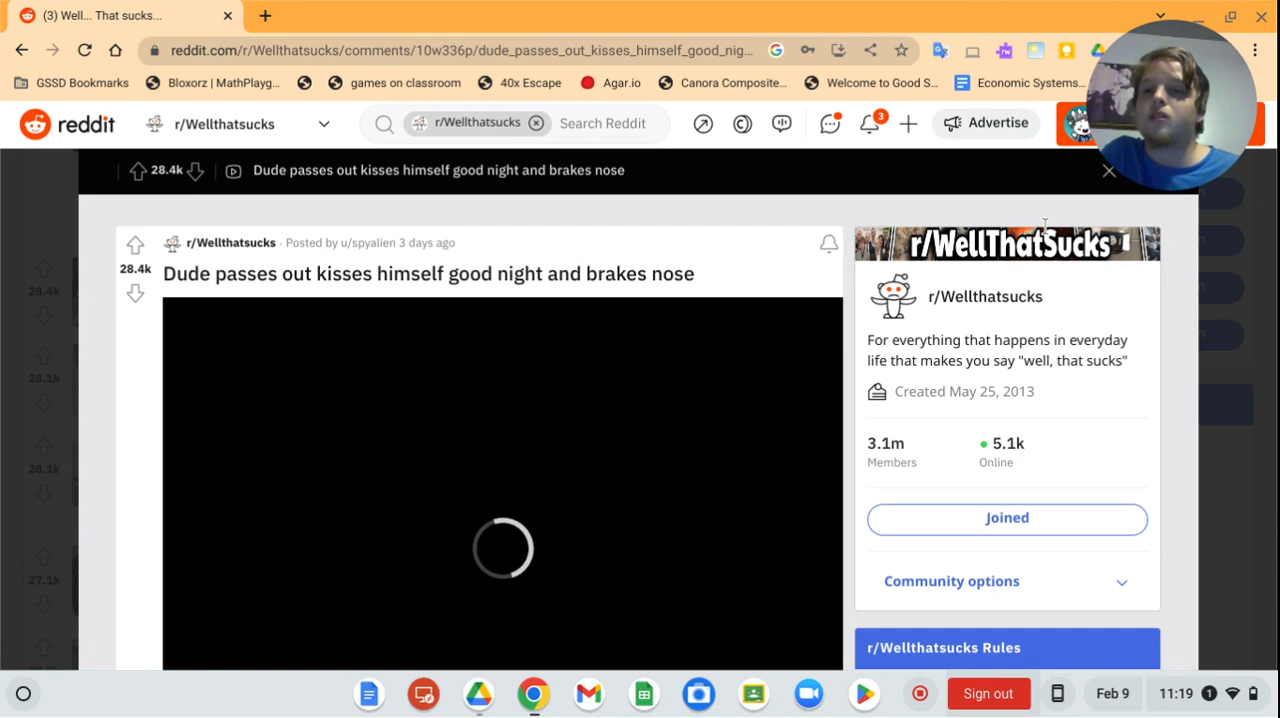 (3) Well... That sucks...
reddit.com/r/Wellthatsucks/comments/10w336p/dude_passes_out_kisses_himself_good_nig...
GSSD Bookmarks
Bloxorz | MathPlayg...
games on classroom
40x Escape
Agar.io
Canora Composite...
Welcome to Good S...
Economic Systems...
reddit
r/Wellthatsucks
r/Wellthatsucks
Search Reddit
3
Advertise
28.4k
Dude passes out kisses himself good night and brakes nose
r/Wellthatsucks · Posted by u/spyalien 3 days ago
28.4k
Dude passes out kisses himself good night and brakes nose
28.4k
28.1k
28.1k
27.1k
r/WellThatSucks
r/Wellthatsucks
For everything that happens in everyday
life that makes you say "well, that sucks"
Created May 25, 2013
3.1m
Members
5.1k
Online
Joined
Community options
r/Wellthatsucks Rules
Sign out
Feb 9
11:19
1